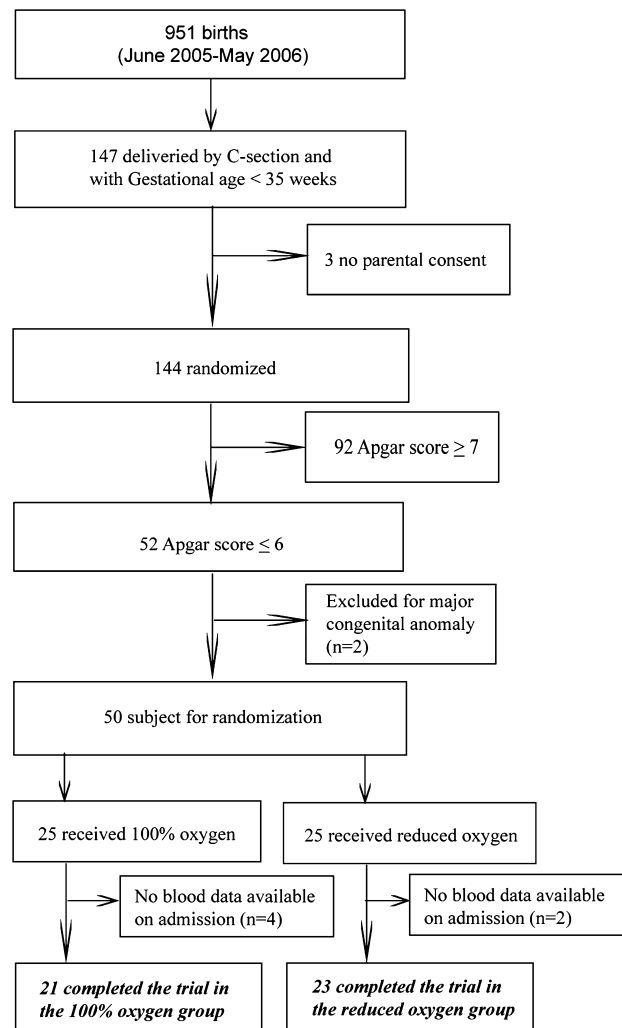 951 births
(June 2005-May 2006)
147 deliveried by C-section and
with Gestational age < 35 weeks
3 no parental consent
144 randomized
92 Apgar score ≥ 7
52 Apgar score ≤ 6
Excluded for major
congenital anomaly
(n=2)
50 subject for randomization
25 received 100% oxygen
25 received reduced oxygen
No blood data available
on admission (n=4)
No blood data available
on admission (n=2)
21 completed the trial in
the 100% oxygen group
23 completed the trial in
the reduced oxygen group